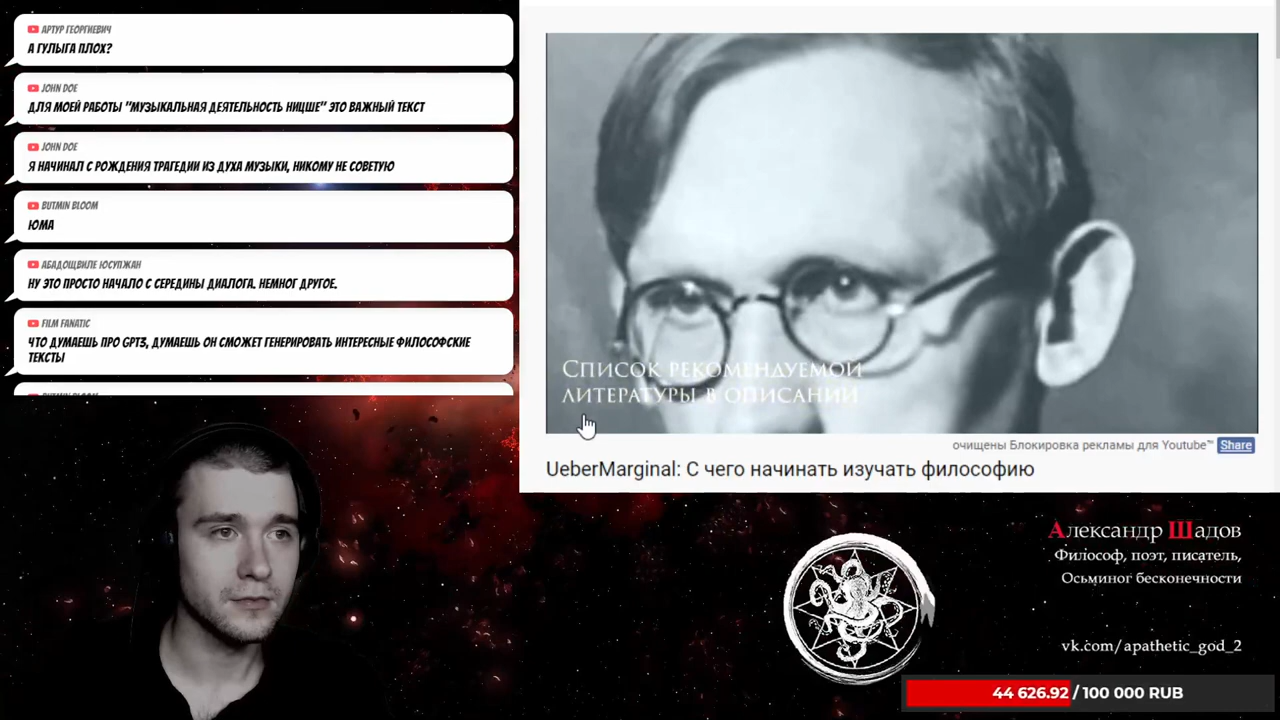 АРТУР ГЕОРГИЕВИЧ
А ГУЛЫГА ПЛОХ?
JOHN DOE
ДЛЯ МОЕЙ РАБОТЫ "МУЗЫКАЛЬНАЯ ДЕЯТЕЛЬНОСТЬ НИЦШЕ" ЭТО ВАЖНЫЙ ТЕКСТ
JOHN DOE
Я НАЧИНАЛ С РОЖДЕНИЯ ТРАГЕДИИ ИЗ ДУХА МУЗЫКИ, НИКОМУ НЕ СОВЕТУЮ
BUTMIN BLOOM
ЮМА
АБАДОЩВИЛЕ ЮСУПЖАН
НУ ЭТО ПРОСТО НАЧАЛО С СЕРЕДИНЫ ДИАЛОГА. НЕМНОГ ДРУГОЕ.
FILM FANATIC
ЧТО ДУМАЕШЬ ПРО GPT3, ДУМАЕШЬ ОН СМОЖЕТ ГЕНЕРИРОВАТЬ ИНТЕРЕСНЫЕ ФИЛОСОФСКИЕ
ТЕКСТЫ
Список рекомендуемой
литературы в описании
очищены Блокировка рекламы для Youtube™ Share
UeberMarginal: С чего начинать изучать философию
Александр Шадов
Философ, поэт, писатель,
Осьминог бесконечности
vk.com/apathetic_god_2
44 626.92 / 100 000 RUB